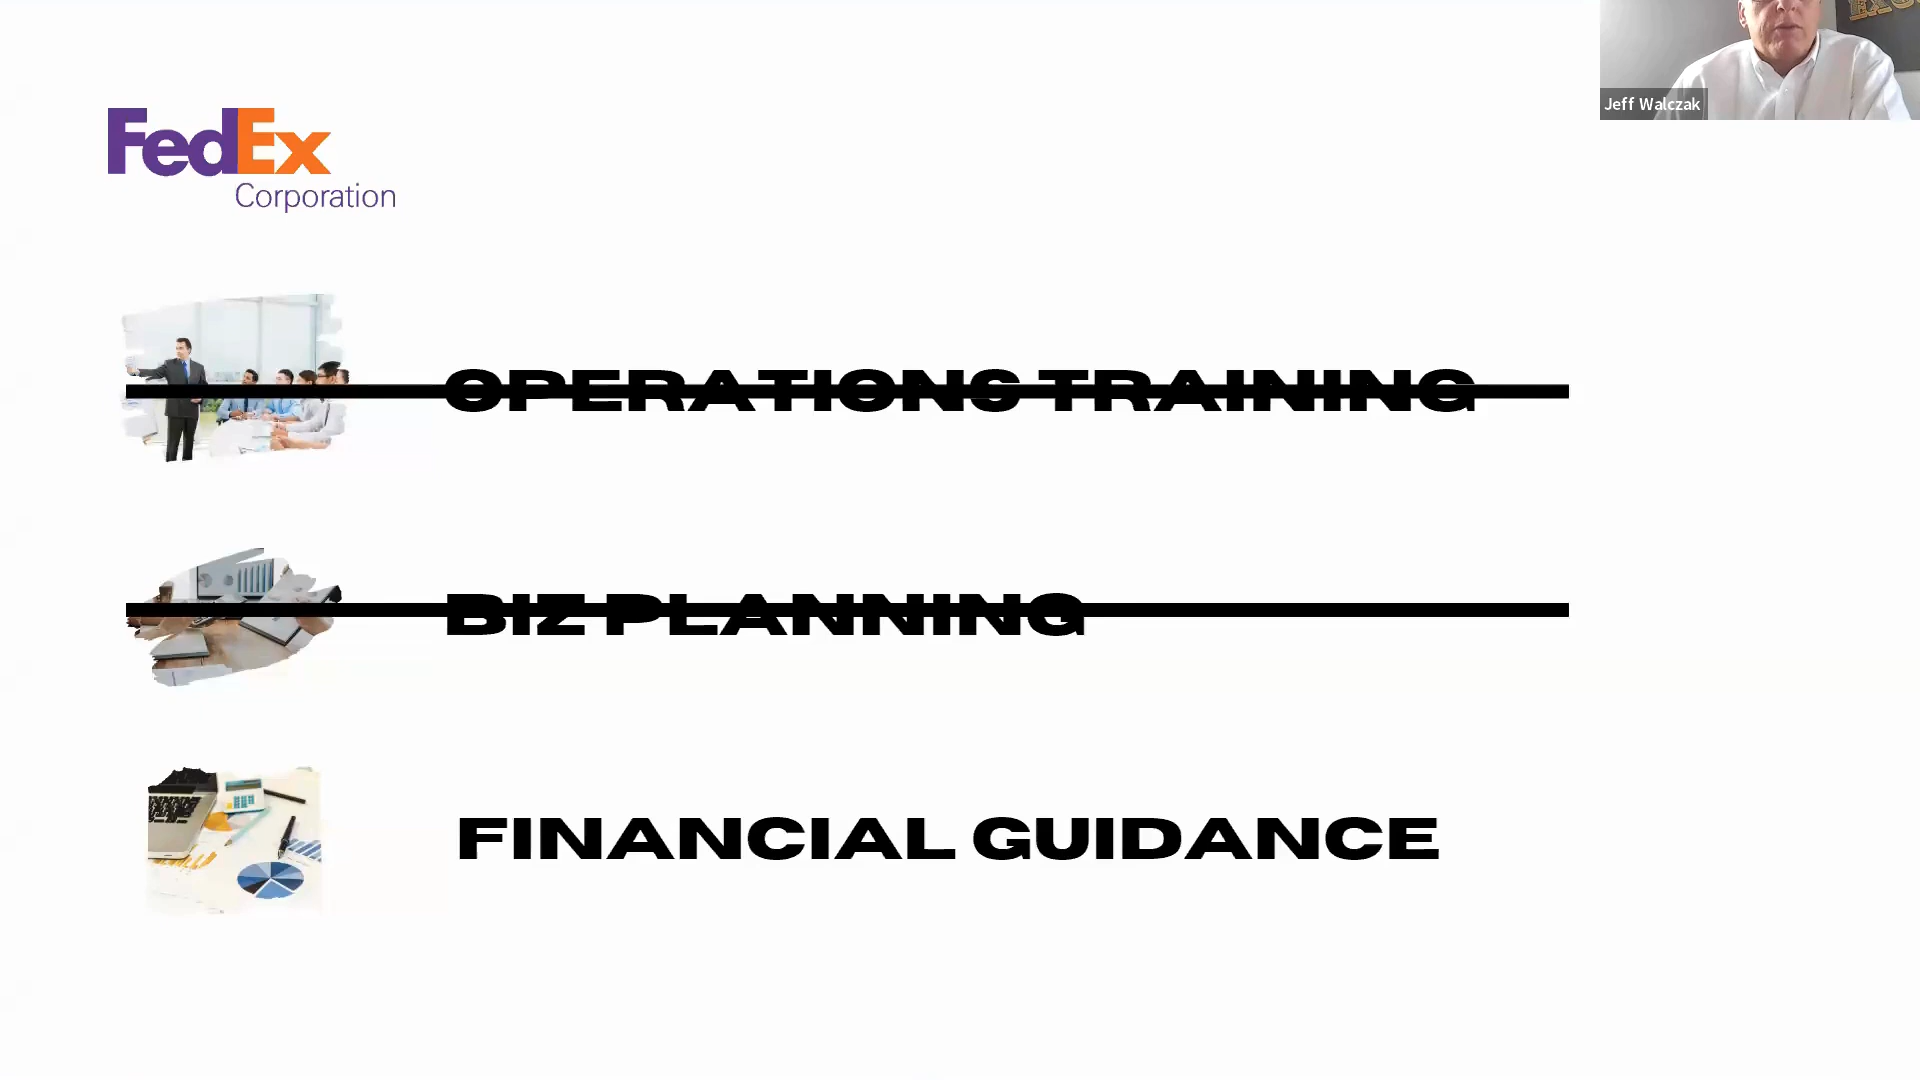 FedEx
Corporation
Jeff Walczak
OPERATIONS TRAINING
BIZ PLANNING
FINANCIAL GUIDANCE